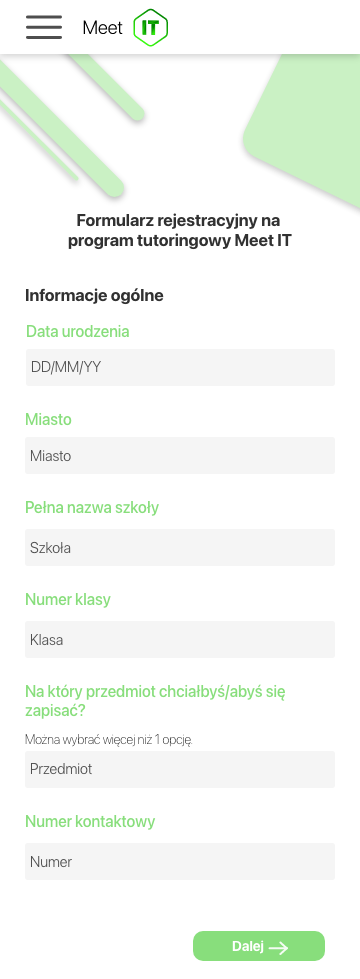 Meet IT
Formularz rejestracyjny na
program tutoringowy Meet IT
Informacje ogólne
Data urodzenia
DD/MM/YY
Miasto
Miasto
Pełna nazwa szkoły
Szkoła
Numer klasy
Klasa
Na który przedmiot chciałbyś/abyś się
zapisać?
Można wybrać więcej niż 1 opcję.
Przedmiot
Numer kontaktowy
Numer
Dalej